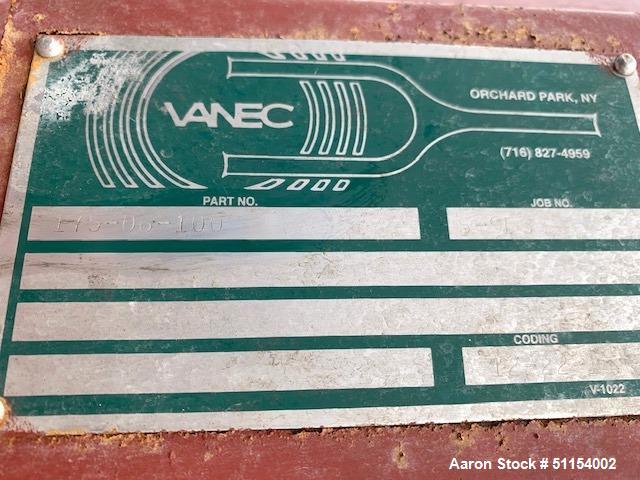 VANEC
ORCHARD PARK, NY
(716) 827-4959
PART NO.
JOB NO.
CODING
V-1022
Aaron Stock # 51154002